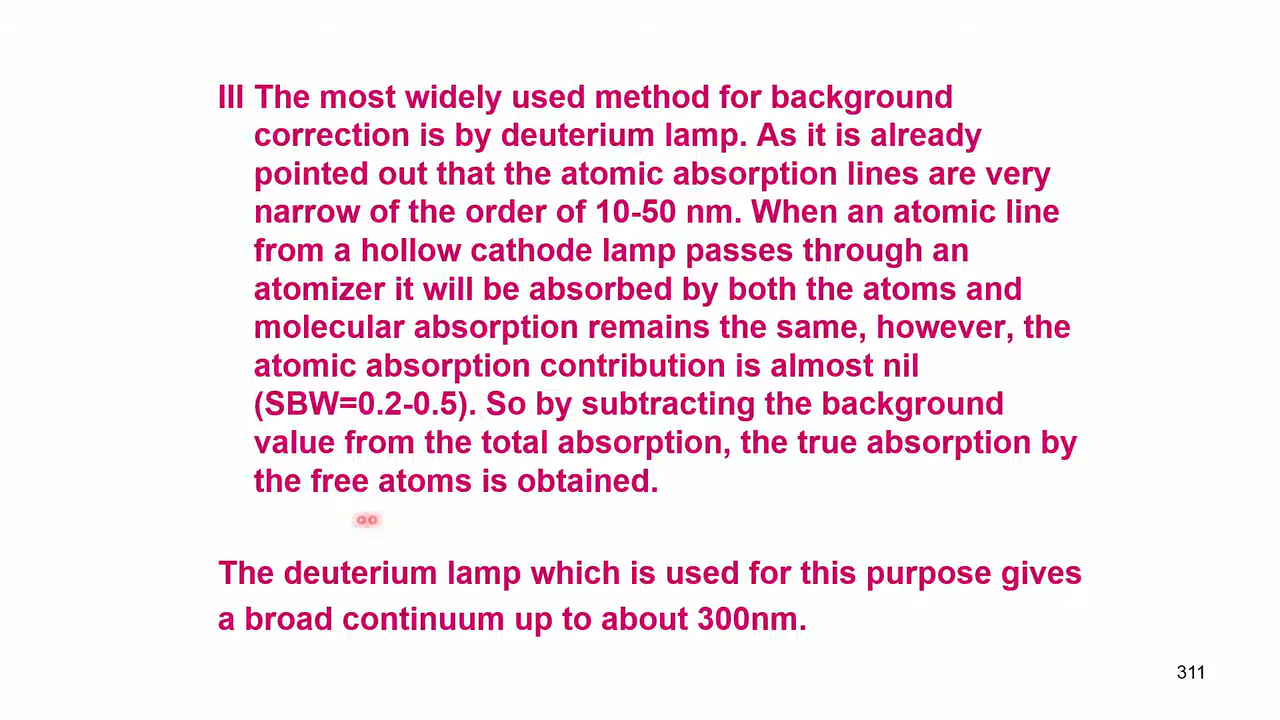 III The most widely used method for background
correction is by deuterium lamp. As it is already
pointed out that the atomic absorption lines are very
narrow of the order of 10-50 nm. When an atomic line
from a hollow cathode lamp passes through an
atomizer it will be absorbed by both the atoms and
molecular absorption remains the same, however, the
atomic absorption contribution is almost nil
(SBW=0.2-0.5). So by subtracting the background
value from the total absorption, the true absorption by
the free atoms is obtained.
The deuterium lamp which is used for this purpose gives
a broad continuum up to about 300nm.
311